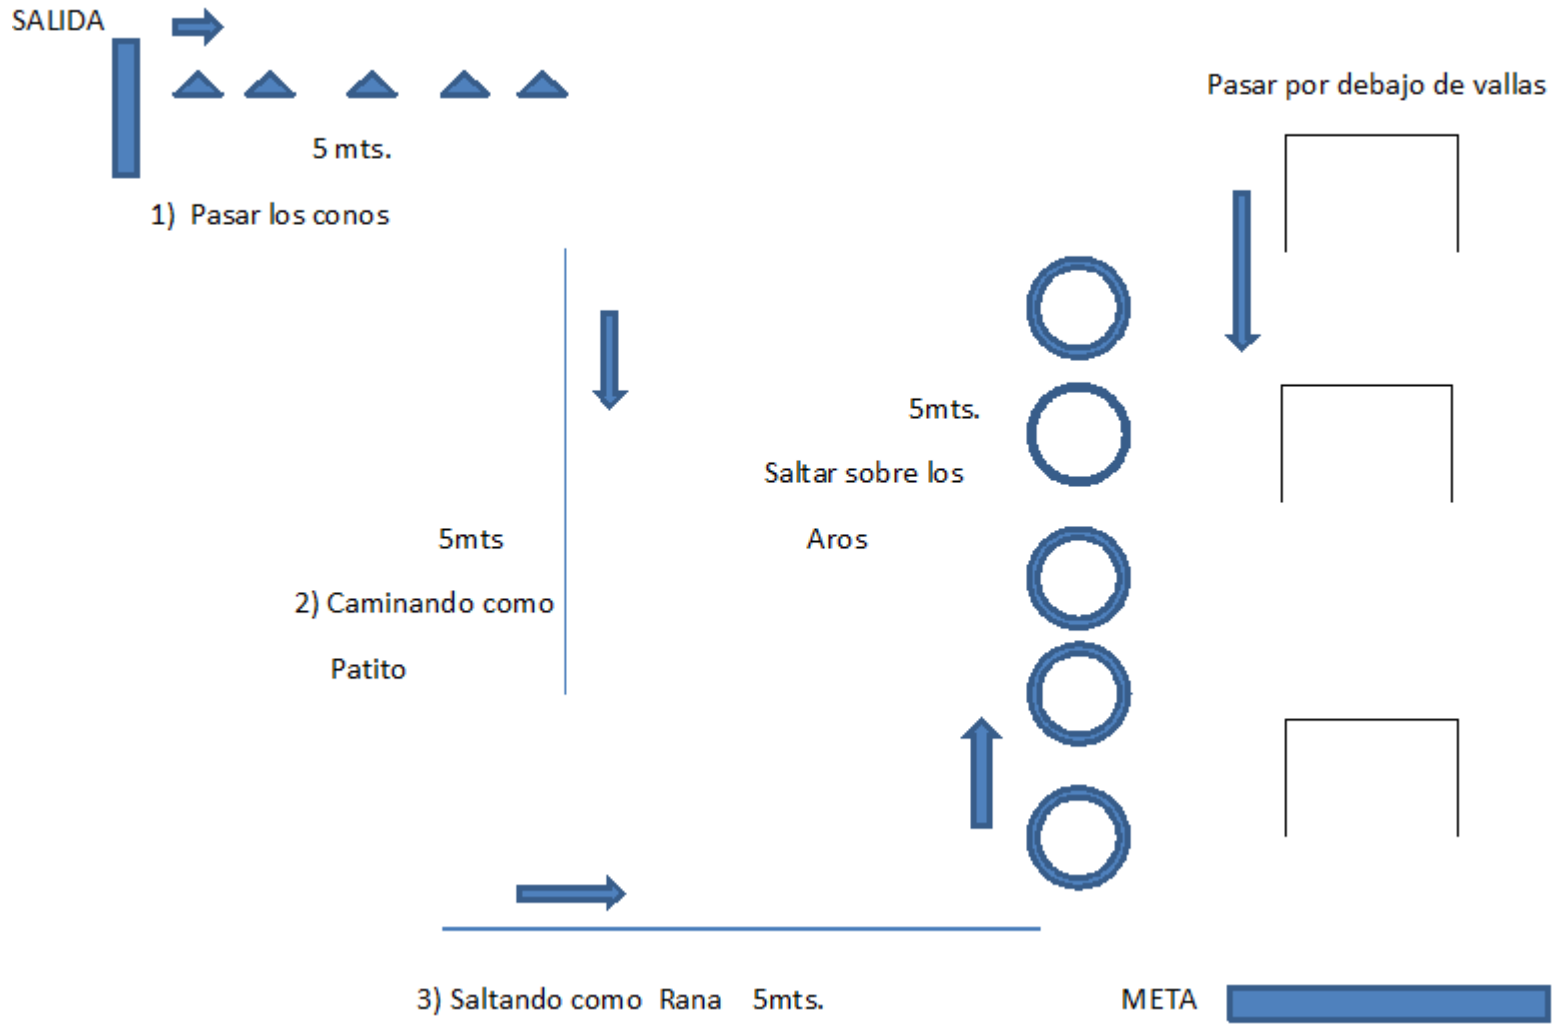 SALIDA
5 mts.
1) Pasar los conos
5mts
2) Caminando como
Patito
3) Saltando como Rana 5mts.
5mts.
Saltar sobre los
Aros
Pasar por debajo de vallas
META